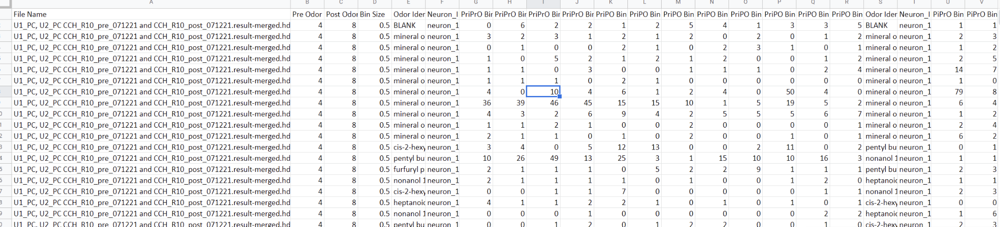 A B C D E F G H I J K L M N O P Q R S T U V
File Name Pre Odor Post Odor Bin Size Odor Iden Neuron_I PriPrO Bin PriPrO Bin PriPrO Bin PriPrO Bin PriPO Bin PriPO Bin PriPO Bin PriPO Bin PriPO Bin PriPO Bin PriPO Bin PriPO Bin Odor Iden Neuron_I PiPrO Bin PiPrO Bin
U1_PC, U2_PC CCH_R10_pre_071221 and CCH_R10_post_071221.result-merged.hd 4 8 0.5 BLANK neuron_1 0 6 2 2 1 2 5 4 1 3 3 5 BLANK neuron_1 1 1
U1_PC, U2_PC CCH_R10_pre_071221 and CCH_R10_post_071221.result-merged.hd 4 8 0.5 mineral o neuron_1 3 2 3 1 2 1 2 0 2 0 1 2 mineral o neuron_1 2 3
U1_PC, U2_PC CCH_R10_pre_071221 and CCH_R10_post_071221.result-merged.hd 4 8 0.5 mineral o neuron_1 0 1 0 0 2 1 0 2 3 1 0 1 mineral o neuron_1 1 2
U1_PC, U2_PC CCH_R10_pre_071221 and CCH_R10_post_071221.result-merged.hd 4 8 0.5 mineral o neuron_1 1 0 5 2 1 2 1 2 0 0 1 2 mineral o neuron_1 2 5
U1_PC, U2_PC CCH_R10_pre_071221 and CCH_R10_post_071221.result-merged.hd 4 8 0.5 mineral o neuron_1 1 1 0 3 0 0 1 1 1 0 2 4 mineral o neuron_1 14 7
U1_PC, U2_PC CCH_R10_pre_071221 and CCH_R10_post_071221.result-merged.hd 4 8 0.5 mineral o neuron_1 1 1 1 0 2 1 0 0 0 0 0 0 mineral o neuron_1 1 0
U1_PC, U2_PC CCH_R10_pre_071221 and CCH_R10_post_071221.result-merged.hd 4 8 0.5 mineral o neuron_1 4 0 10 4 6 1 2 4 0 50 4 0 mineral o neuron_1 79 8
U1_PC, U2_PC CCH_R10_pre_071221 and CCH_R10_post_071221.result-merged.hd 4 8 0.5 mineral o neuron_1 36 39 46 45 15 15 10 1 5 19 5 2 mineral o neuron_1 6 4
U1_PC, U2_PC CCH_R10_pre_071221 and CCH_R10_post_071221.result-merged.hd 4 8 0.5 mineral o neuron_1 4 3 2 6 9 4 2 5 5 5 6 7 mineral o neuron_1 1 2
U1_PC, U2_PC CCH_R10_pre_071221 and CCH_R10_post_071221.result-merged.hd 4 8 0.5 mineral o neuron_1 1 1 2 1 0 0 2 0 0 0 0 1 mineral o neuron_1 2 4
U1_PC, U2_PC CCH_R10_pre_071221 and CCH_R10_post_071221.result-merged.hd 4 8 0.5 mineral o neuron_1 2 1 1 0 1 0 2 0 0 1 0 1 mineral o neuron_1 6 2
U1_PC, U2_PC CCH_R10_pre_071221 and CCH_R10_post_071221.result-merged.hd 4 8 0.5 cis-2-hexy neuron_1 3 4 0 5 12 13 0 0 2 11 0 2 pentyl bu neuron_1 0 1
U1_PC, U2_PC CCH_R10_pre_071221 and CCH_R10_post_071221.result-merged.hd 4 8 0.5 pentyl bu neuron_1 10 26 49 13 25 3 1 15 10 10 16 3 nonanol 1 neuron_1 1 1
U1_PC, U2_PC CCH_R10_pre_071221 and CCH_R10_post_071221.result-merged.hd 4 8 0.5 furfuryl p neuron_1 2 1 1 1 0 5 2 2 9 1 1 1 pentyl bu neuron_1 2 3
U1_PC, U2_PC CCH_R10_pre_071221 and CCH_R10_post_071221.result-merged.hd 4 8 0.5 nonanol 1 neuron_1 2 1 1 1 1 0 1 0 0 1 2 0 heptanoic neuron_1 1 1
U1_PC, U2_PC CCH_R10_pre_071221 and CCH_R10_post_071221.result-merged.hd 4 8 0.5 cis-2-hexy neuron_1 0 0 1 1 7 0 0 0 0 0 1 1 nonanol 1 neuron_1 2 3
U1_PC, U2_PC CCH_R10_pre_071221 and CCH_R10_post_071221.result-merged.hd 4 8 0.5 heptanoic neuron_1 4 1 1 2 2 1 0 1 0 1 0 1 cis-2-hexy neuron_1 0 0
U1_PC, U2_PC CCH_R10_pre_071221 and CCH_R10_post_071221.result-merged.hd 4 8 0.5 nonanol 1 neuron_1 0 0 0 1 0 0 0 0 0 0 2 2 heptanoic neuron_1 1 6
U1_PC, U2_PC CCH_R10_pre_071221 and CCH_R10_post_071221.result-merged.hd 4 8 0.5 pentyl bu neuron_1 0 0 1 2 0 1 2 2 0 0 1 0 cis-2-hexy neuron_1 2 3